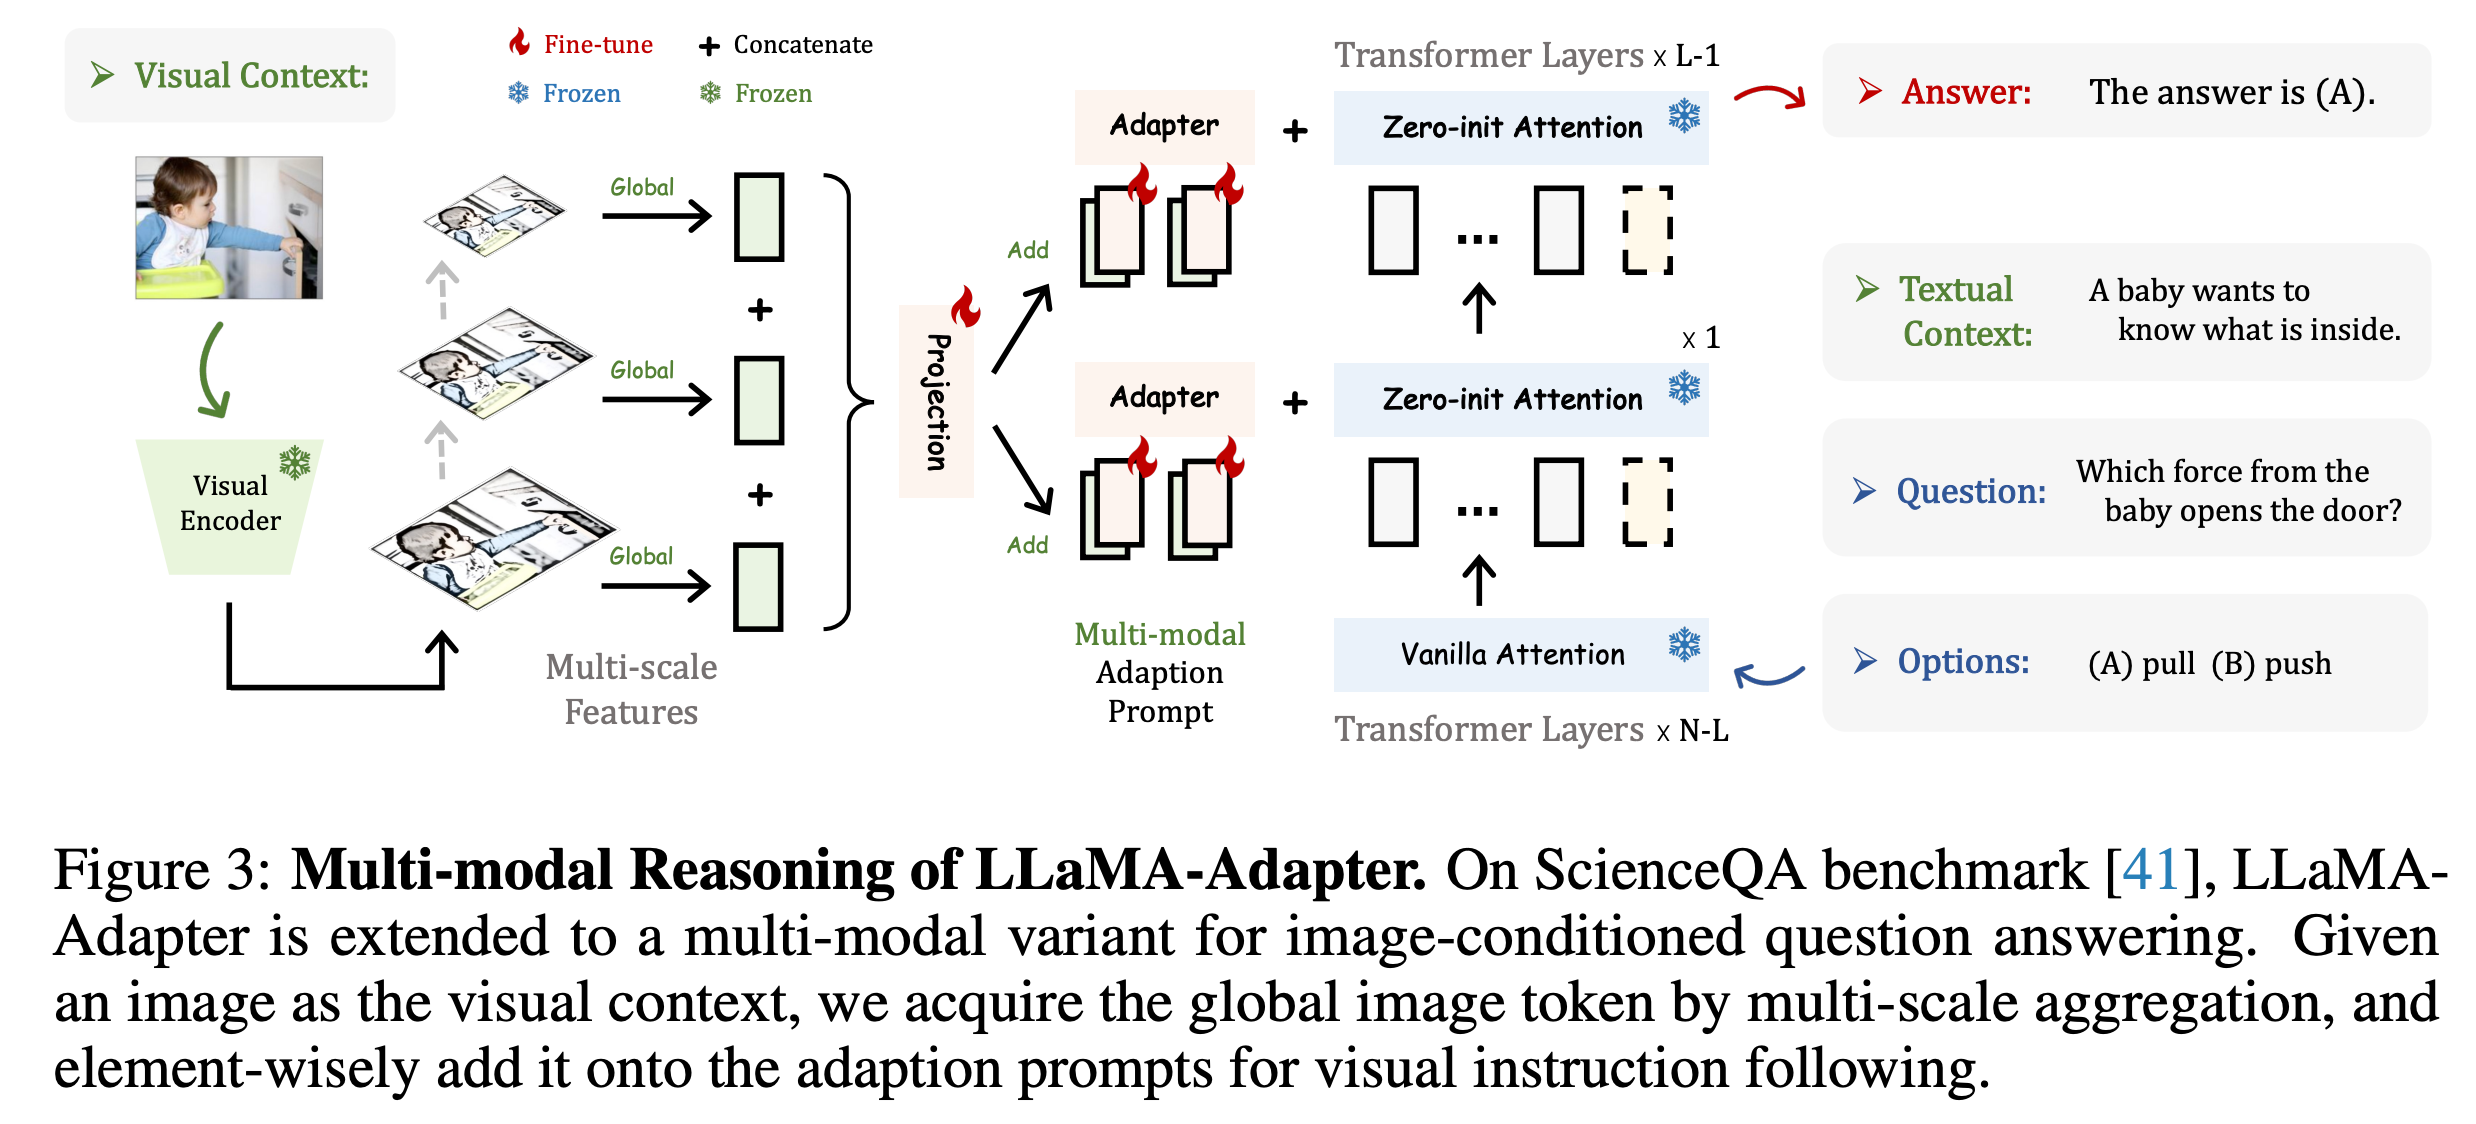 Visual Context:
Fine-tune
Concatenate
Frozen
Frozen
Visual
Encoder
Global
Global
Global
+
+
Multi-scale
Features
Projection
Add
Add
Transformer Layers x L-1
Adapter + Zero-init Attention
...
x 1
Adapter + Zero-init Attention
...
Multi-modal
Adaption
Prompt
Vanilla Attention
Transformer Layers x N-L
Answer: The answer is (A).
Textual
Context:
A baby wants to
know what is inside.
Question:
Which force from the
baby opens the door?
Options: (A) pull (B) push
Figure 3: Multi-modal Reasoning of LLaMA-Adapter. On ScienceQA benchmark [41], LLaMA-
Adapter is extended to a multi-modal variant for image-conditioned question answering. Given
an image as the visual context, we acquire the global image token by multi-scale aggregation, and
element-wisely add it onto the adaption prompts for visual instruction following.